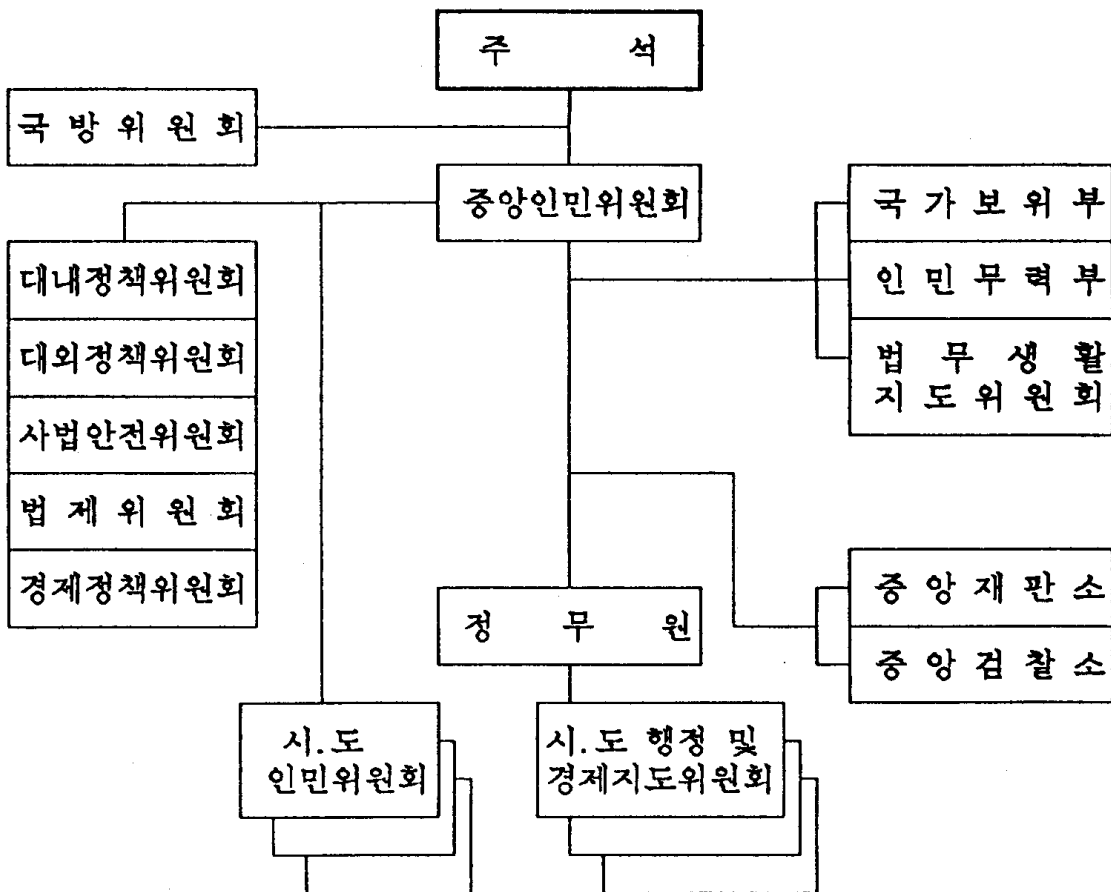 주 석
국 방 위 원 회
중앙인민위원회
국 가 보 위 부
인 민 무 력 부
법 무 생 활
지 도 위 원 회
대내정책위원회
대외정책위원회
사법안전위원회
법 제 위 원 회
경제정책위원회
중 앙 재 판 소
중 앙 검 찰 소
정 무 원
시.도
인민위원회
시.도 행정 및
경제지도위원회